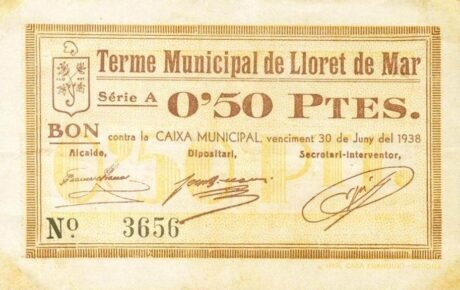 Terme Municipal de Lloret de Mar
Série A 0'50 PTES.
BON contra la CAIXA MUNICIPAL, venciment 30 de Juny del 1938
Alcalde, Dipositari, Secretari-Interventor,
Nº 3656